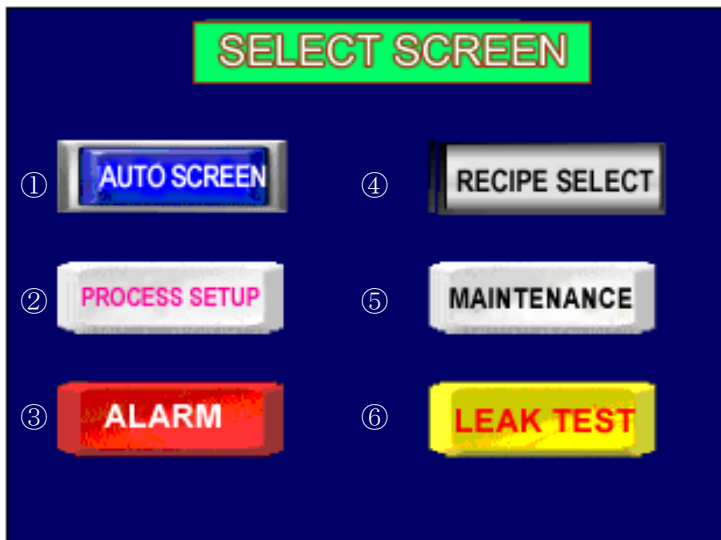 SELECT SCREEN
① AUTO SCREEN
② PROCESS SETUP
③ ALARM
④ RECIPE SELECT
⑤ MAINTENANCE
⑥ LEAK TEST